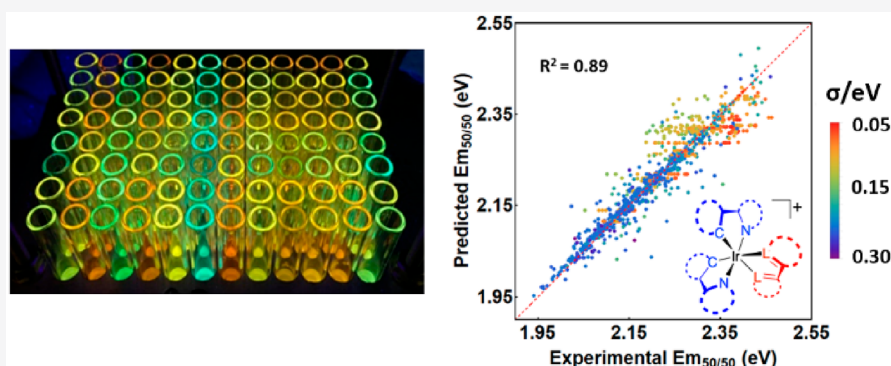 2.55
2.35
2.15
1.95
Predicted Em50/50 (eV)
R² = 0.89
1.95 2.15 2.35 2.55
Experimental Em50/50 (eV)
+
C N
Ir
C N
L
L
σ/eV
0.05
0.15
0.30